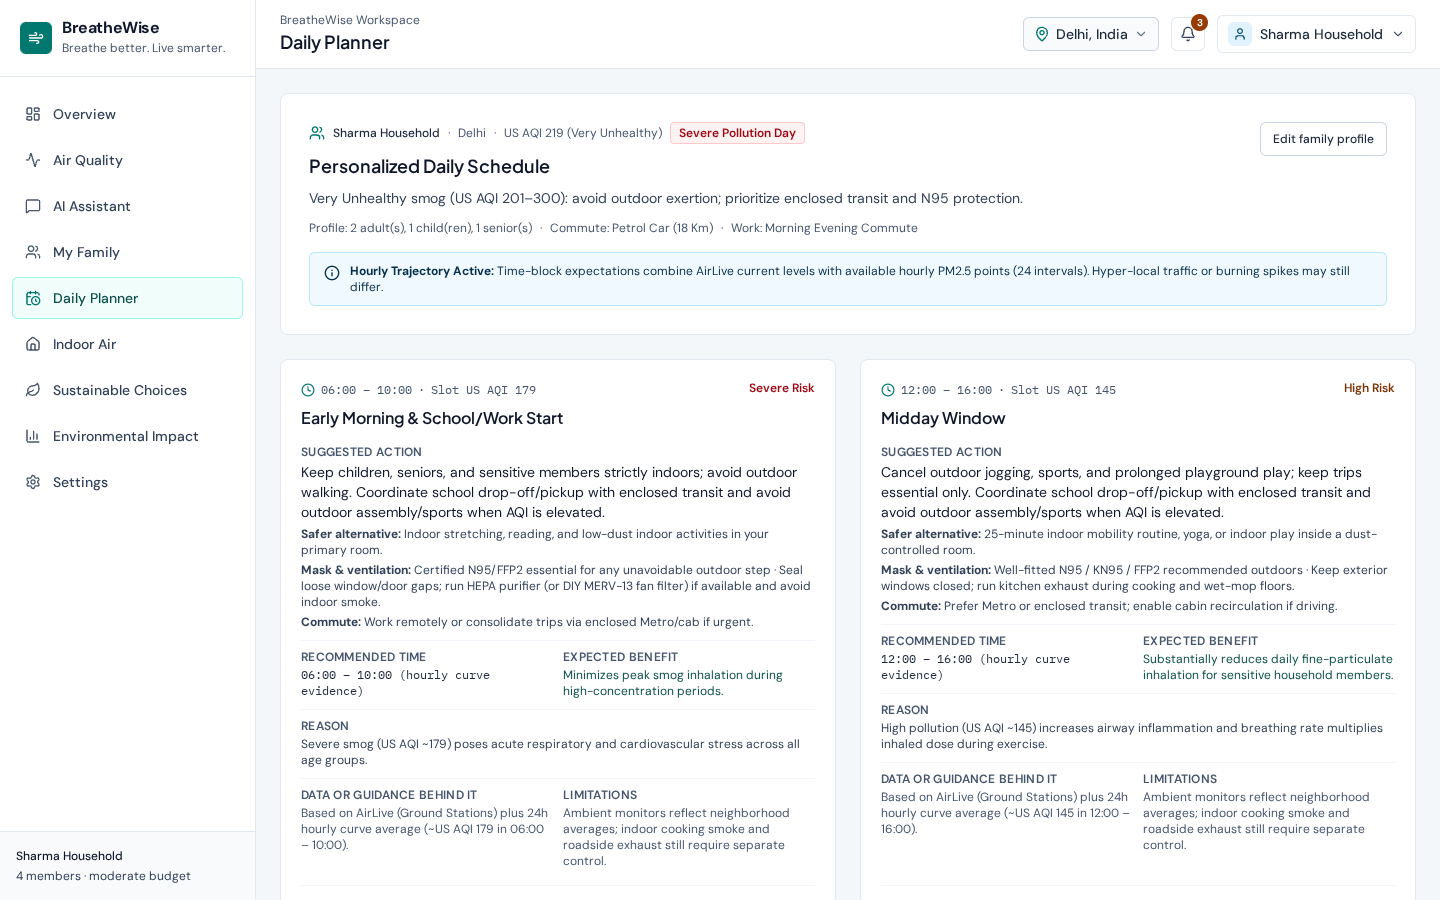 BreatheWise
Breathe better. Live smarter.
Overview
Air Quality
AI Assistant
My Family
Daily Planner
Indoor Air
Sustainable Choices
Environmental Impact
Settings
Sharma Household
4 members · moderate budget
BreatheWise Workspace
Daily Planner
Delhi, India
3
Sharma Household
Sharma Household · Delhi · US AQI 219 (Very Unhealthy) Severe Pollution Day
Edit family profile
Personalized Daily Schedule
Very Unhealthy smog (US AQI 201–300): avoid outdoor exertion; prioritize enclosed transit and N95 protection.
Profile: 2 adult(s), 1 child(ren), 1 senior(s) · Commute: Petrol Car (18 Km) · Work: Morning Evening Commute
Hourly Trajectory Active: Time-block expectations combine AirLive current levels with available hourly PM2.5 points (24 intervals). Hyper-local traffic or burning spikes may still
differ.
06:00 – 10:00 · Slot US AQI 179
Severe Risk
Early Morning & School/Work Start
SUGGESTED ACTION
Keep children, seniors, and sensitive members strictly indoors; avoid outdoor
walking. Coordinate school drop-off/pickup with enclosed transit and avoid
outdoor assembly/sports when AQI is elevated.
Safer alternative: Indoor stretching, reading, and low-dust indoor activities in your
primary room.
Mask & ventilation: Certified N95/FFP2 essential for any unavoidable outdoor step · Seal
loose window/door gaps; run HEPA purifier (or DIY MERV-13 fan filter) if available and avoid
indoor smoke.
Commute: Work remotely or consolidate trips via enclosed Metro/cab if urgent.
RECOMMENDED TIME
06:00 – 10:00 (hourly curve
evidence)
EXPECTED BENEFIT
Minimizes peak smog inhalation during
high-concentration periods.
REASON
Severe smog (US AQI ~179) poses acute respiratory and cardiovascular stress across all
age groups.
DATA OR GUIDANCE BEHIND IT
Based on AirLive (Ground Stations) plus 24h
hourly curve average (~US AQI 179 in 06:00
– 10:00).
LIMITATIONS
Ambient monitors reflect neighborhood
averages; indoor cooking smoke and
roadside exhaust still require separate
control.
12:00 – 16:00 · Slot US AQI 145
High Risk
Midday Window
SUGGESTED ACTION
Cancel outdoor jogging, sports, and prolonged playground play; keep trips
essential only. Coordinate school drop-off/pickup with enclosed transit and
avoid outdoor assembly/sports when AQI is elevated.
Safer alternative: 25-minute indoor mobility routine, yoga, or indoor play inside a dust-
controlled room.
Mask & ventilation: Well-fitted N95 / KN95 / FFP2 recommended outdoors · Keep exterior
windows closed; run kitchen exhaust during cooking and wet-mop floors.
Commute: Prefer Metro or enclosed transit; enable cabin recirculation if driving.
RECOMMENDED TIME
12:00 – 16:00 (hourly curve
evidence)
EXPECTED BENEFIT
Substantially reduces daily fine-particulate
inhalation for sensitive household members.
REASON
High pollution (US AQI ~145) increases airway inflammation and breathing rate multiplies
inhaled dose during exercise.
DATA OR GUIDANCE BEHIND IT
Based on AirLive (Ground Stations) plus 24h
hourly curve average (~US AQI 145 in 12:00 –
16:00).
LIMITATIONS
Ambient monitors reflect neighborhood
averages; indoor cooking smoke and
roadside exhaust still require separate
control.